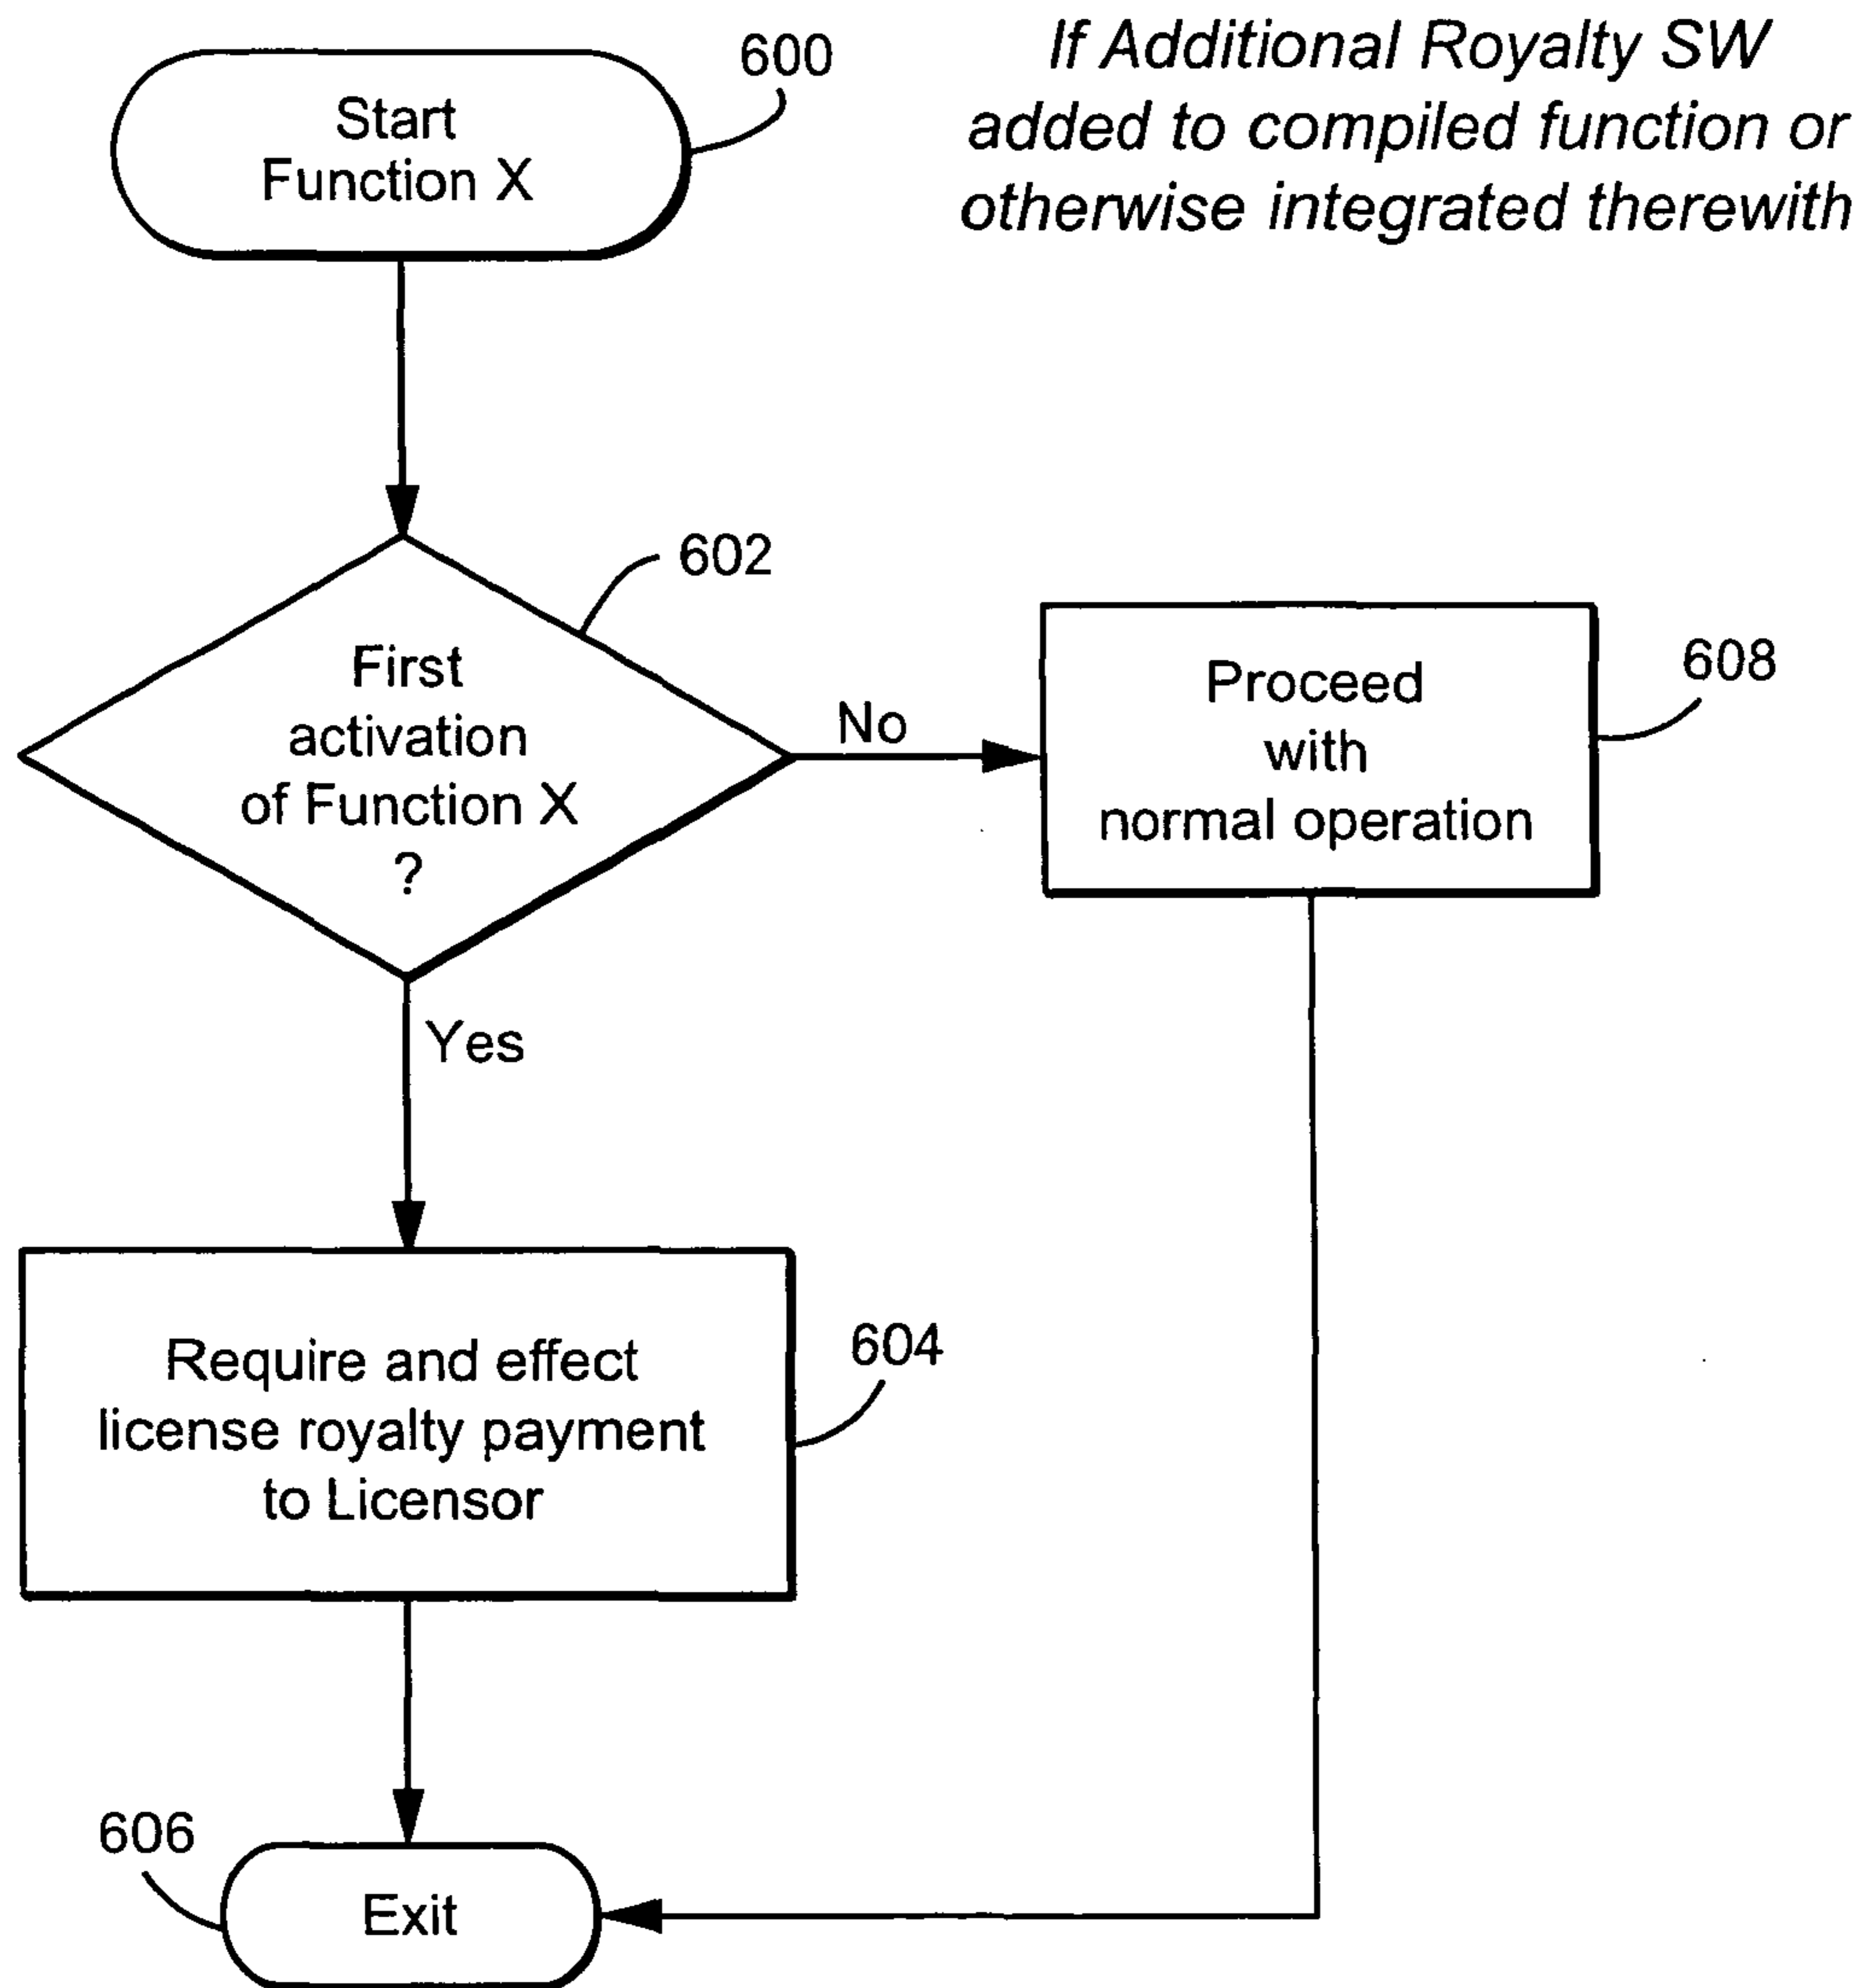 600
If Additional Royalty SW
added to compiled function or
otherwise integrated therewith
Start
Function X
602
First
activation
of Function X
?
No
608
Proceed
with
normal operation
Yes
604
Require and effect
license royalty payment
to Licensor
606
Exit